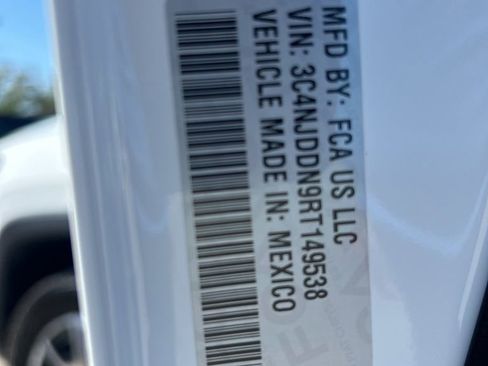 MFD BY: FCA US LLC
VIN: 3C4NJDDN9RT149538
VEHICLE MADE IN: MEXICO